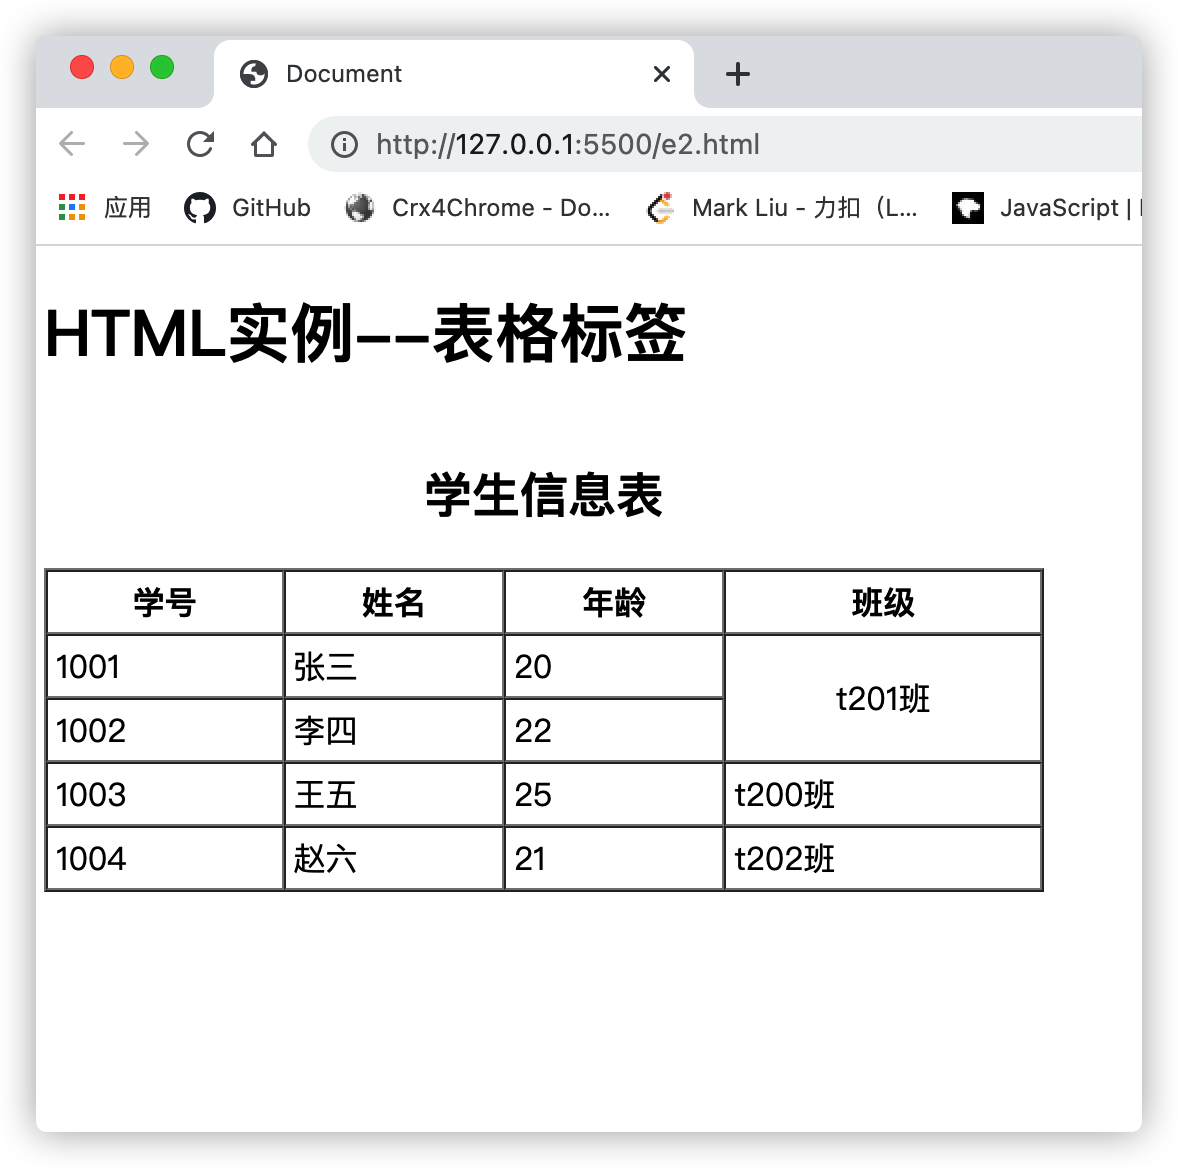 Document
http://127.0.0.1:5500/e2.html
应用 GitHub Crx4Chrome - Do... Mark Liu - 力扣（L... JavaScript |
HTML实例--表格标签
学生信息表
学号 姓名 年龄 班级
1001 张三 20 t201班
1002 李四 22
1003 王五 25 t200班
1004 赵六 21 t202班